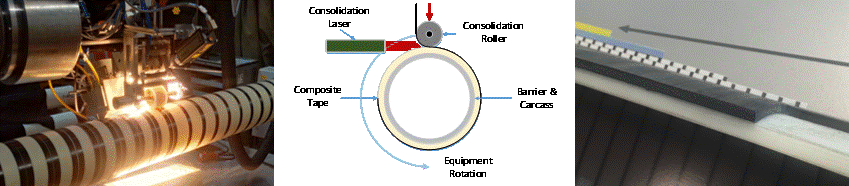 Consolidation
Laser
Consolidation
Roller
Composite
Tape
Barrier &
Carcass
Equipment
Rotation